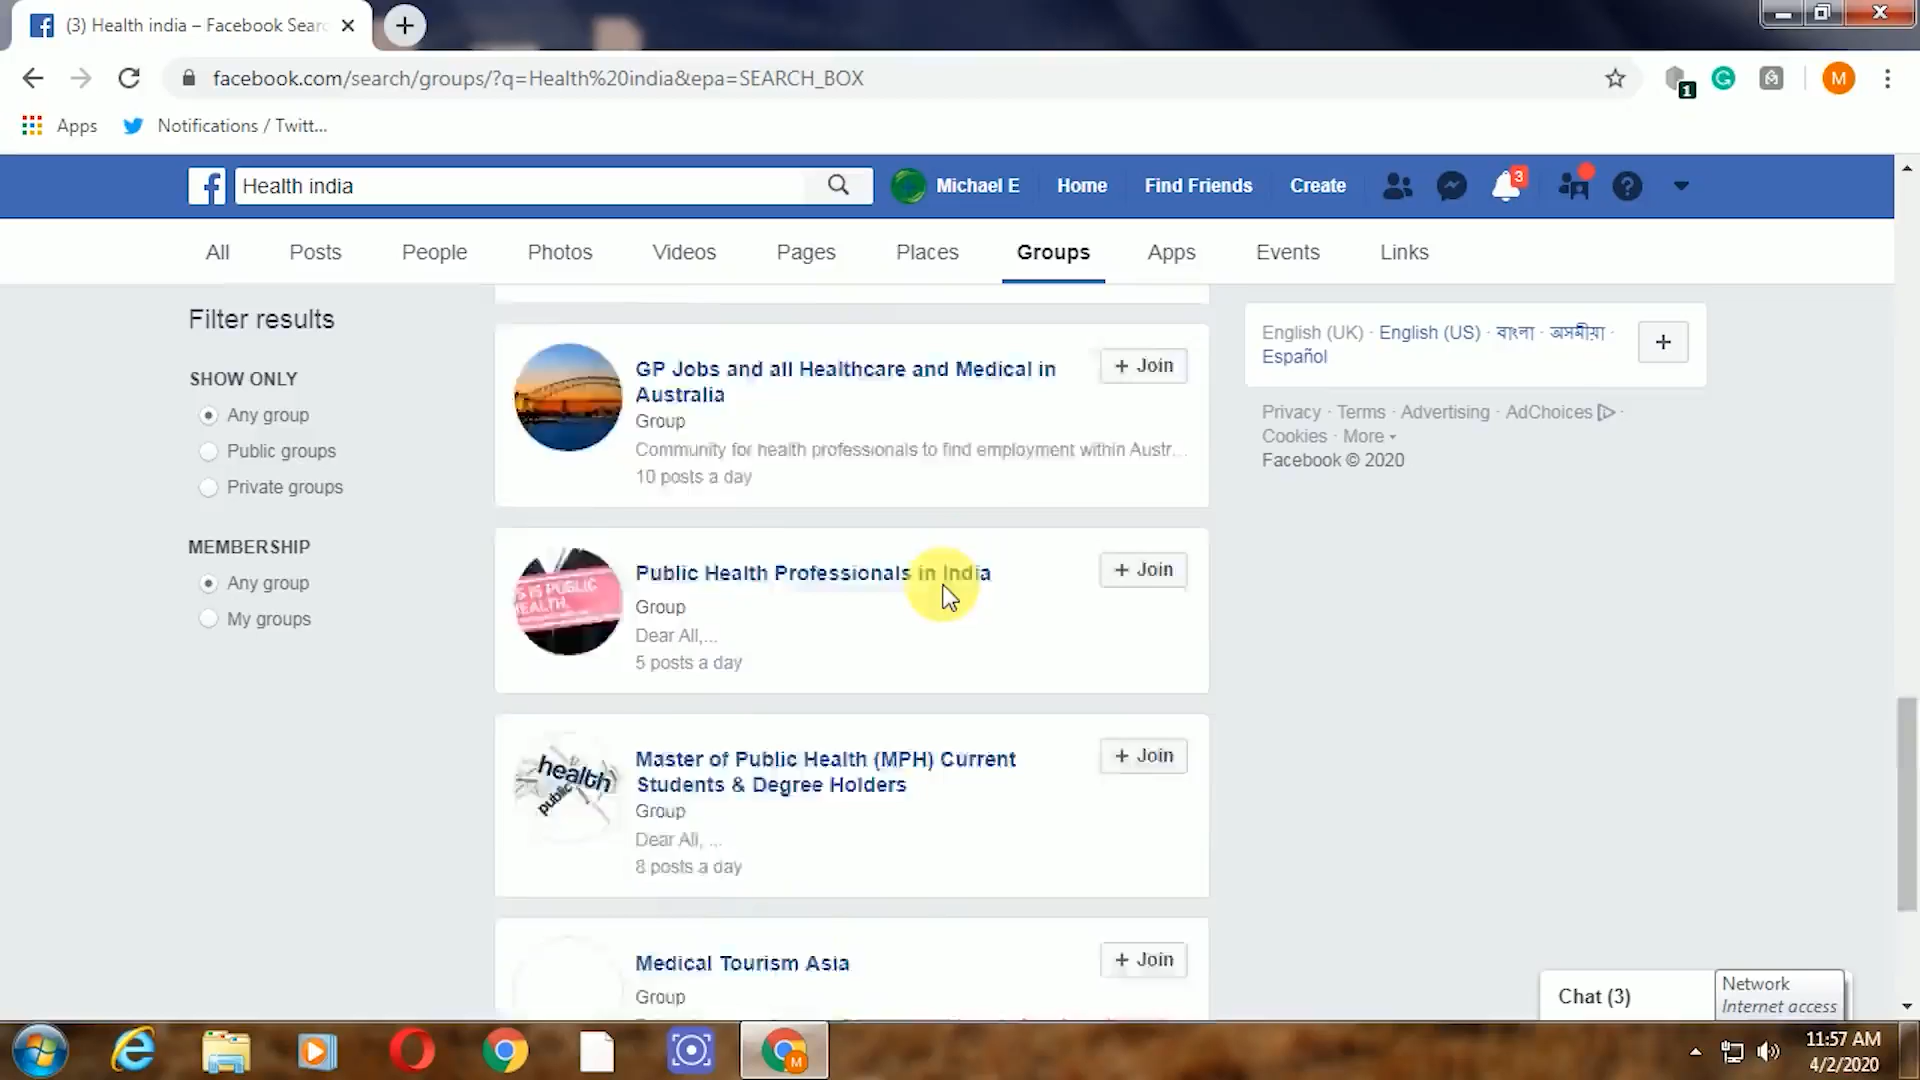 (3) Health india – Facebook Sear
facebook.com/search/groups/?q=Health%20india&epa=SEARCH_BOX
1
M
Apps
Notifications / Twitt...
Health india
Michael E
Home
Find Friends
Create
3
All
Posts
People
Photos
Videos
Pages
Places
Groups
Apps
Events
Links
Filter results
SHOW ONLY
Any group
Public groups
Private groups
MEMBERSHIP
Any group
My groups
GP Jobs and all Healthcare and Medical in
Australia
+ Join
Group
Community for health professionals to find employment within Austr...
10 posts a day
S IS PUBLIC
HEALTH.
Public Health Professionals in India
+ Join
Group
Dear All,...
5 posts a day
health
public
Master of Public Health (MPH) Current
Students & Degree Holders
+ Join
Group
Dear All, ...
8 posts a day
Medical Tourism Asia
+ Join
Group
English (UK) · English (US) · বাংলা · অসমীয়া ·
Español
+
Privacy · Terms · Advertising · AdChoices ·
Cookies · More
Facebook © 2020
Chat (3)
Network
Internet access
M
11:57 AM
4/2/2020